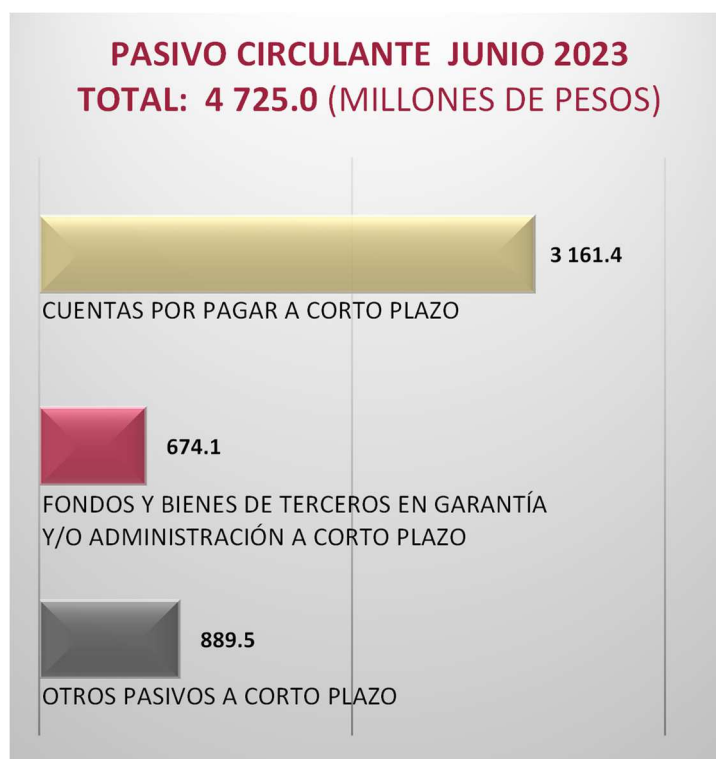 PASIVO CIRCULANTE JUNIO 2023
TOTAL: 4 725.0 (MILLONES DE PESOS)
3 161.4
CUENTAS POR PAGAR A CORTO PLAZO
674.1
FONDOS Y BIENES DE TERCEROS EN GARANTÍA
Y/O ADMINISTRACIÓN A CORTO PLAZO
889.5
OTROS PASIVOS A CORTO PLAZO